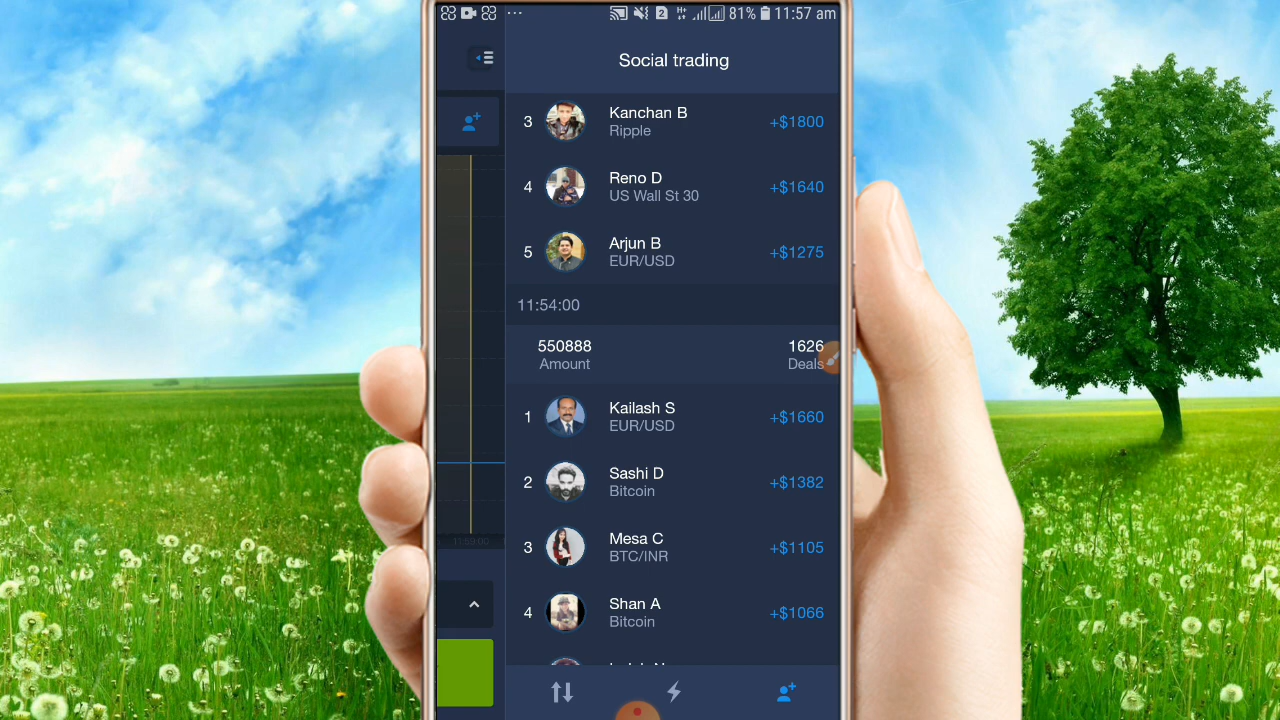 81% 11:57 am
Social trading
3 Kanchan B +$1800
Ripple
4 Reno D +$1640
US Wall St 30
5 Arjun B +$1275
EUR/USD
11:54:00
550888 1626
Amount Deals
1 Kailash S +$1660
EUR/USD
2 Sashi D +$1382
Bitcoin
3 Mesa C +$1105
BTC/INR
4 Shan A +$1066
Bitcoin